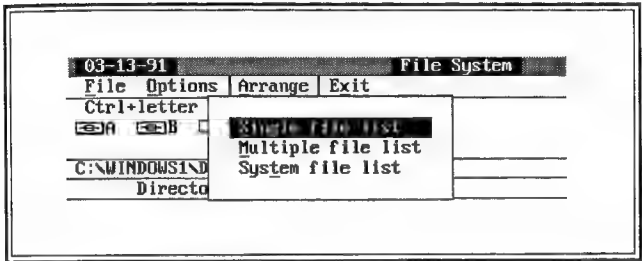 03-13-91 File System
File Options Arrange Exit
Ctrl+letter
A B
Single file list
Multiple file list
C:\WINDOWS1\D System file list
Directo